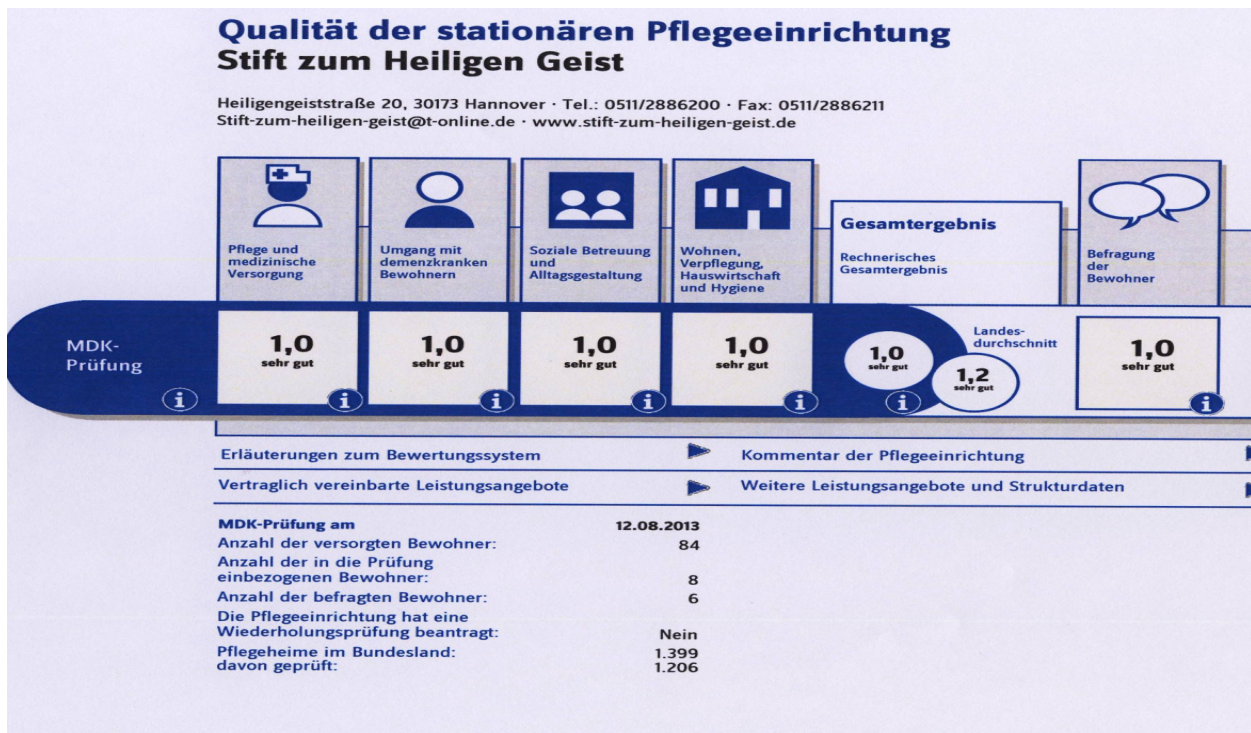 Qualität der stationären Pflegeeinrichtung
Stift zum Heiligen Geist
Heiligengeiststraße 20, 30173 Hannover · Tel.: 0511/2886200 · Fax: 0511/2886211
Stift-zum-heiligen-geist@t-online.de · www.stift-zum-heiligen-geist.de
Pflege und
medizinische
Versorgung
Umgang mit
demenzkranken
Bewohnern
Soziale Betreuung
und
Alltagsgestaltung
Wohnen,
Verpflegung,
Hauswirtschaft
und Hygiene
Gesamtergebnis
Rechnerisches
Gesamtergebnis
Befragung
der
Bewohner
MDK-
Prüfung
1,0
sehr gut
1,0
sehr gut
1,0
sehr gut
1,0
sehr gut
1,0
sehr gut
Landes-
durchschnitt
1,2
sehr gut
1,0
sehr gut
Erläuterungen zum Bewertungssystem
Kommentar der Pflegeeinrichtung
Vertraglich vereinbarte Leistungsangebote
Weitere Leistungsangebote und Strukturdaten
MDK-Prüfung am 12.08.2013
Anzahl der versorgten Bewohner: 84
Anzahl der in die Prüfung
einbezogenen Bewohner: 8
Anzahl der befragten Bewohner: 6
Die Pflegeeinrichtung hat eine
Wiederholungsprüfung beantragt: Nein
Pflegeheime im Bundesland: 1.399
davon geprüft: 1.206